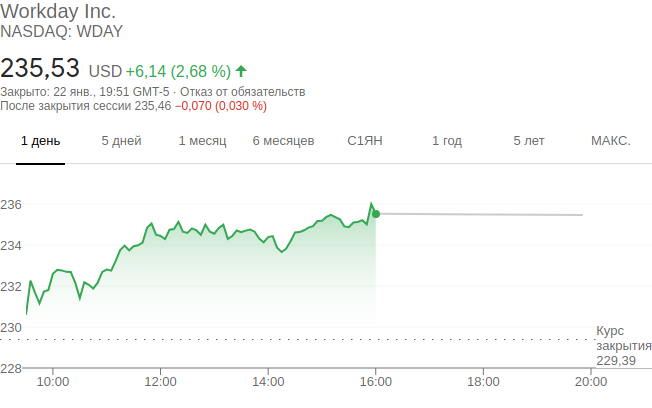 Workday Inc.
NASDAQ: WDAY
235,53 USD +6,14 (2,68 %)
Закрыто: 22 янв., 19:51 GMT-5 · Отказ от обязательств
После закрытия сессии 235,46 −0,070 (0,030 %)
1 день 5 дней 1 месяц 6 месяцев С1ЯН 1 год 5 лет МАКС.
236
234
232
230
Курс
закрытия
229,39
228
10:00 12:00 14:00 16:00 18:00 20:00